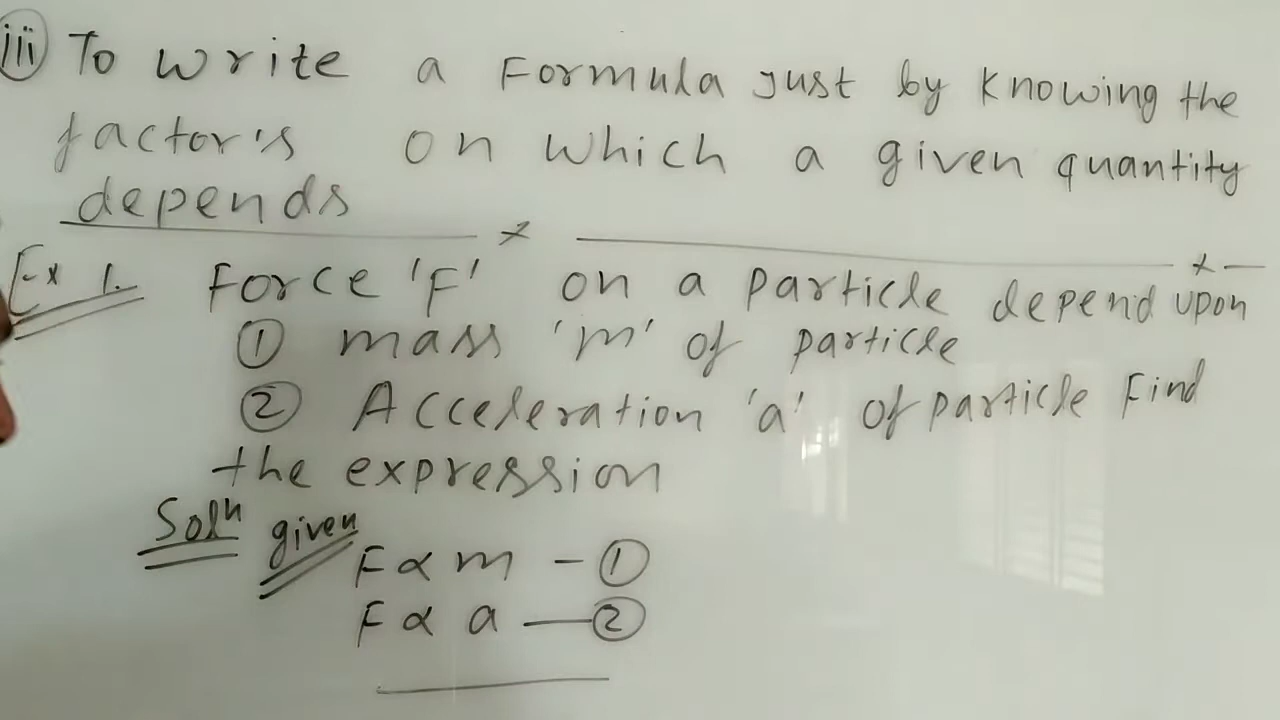 iii To write a Formula Just by Knowing the
factor's on which a given quantity
depends
Ex 1. Force 'F' on a particle depend upon
① mass 'm' of particle
② Acceleration 'a' of particle Find
the expression
Solⁿ given
F ∝ m - ①
F ∝ a — ②